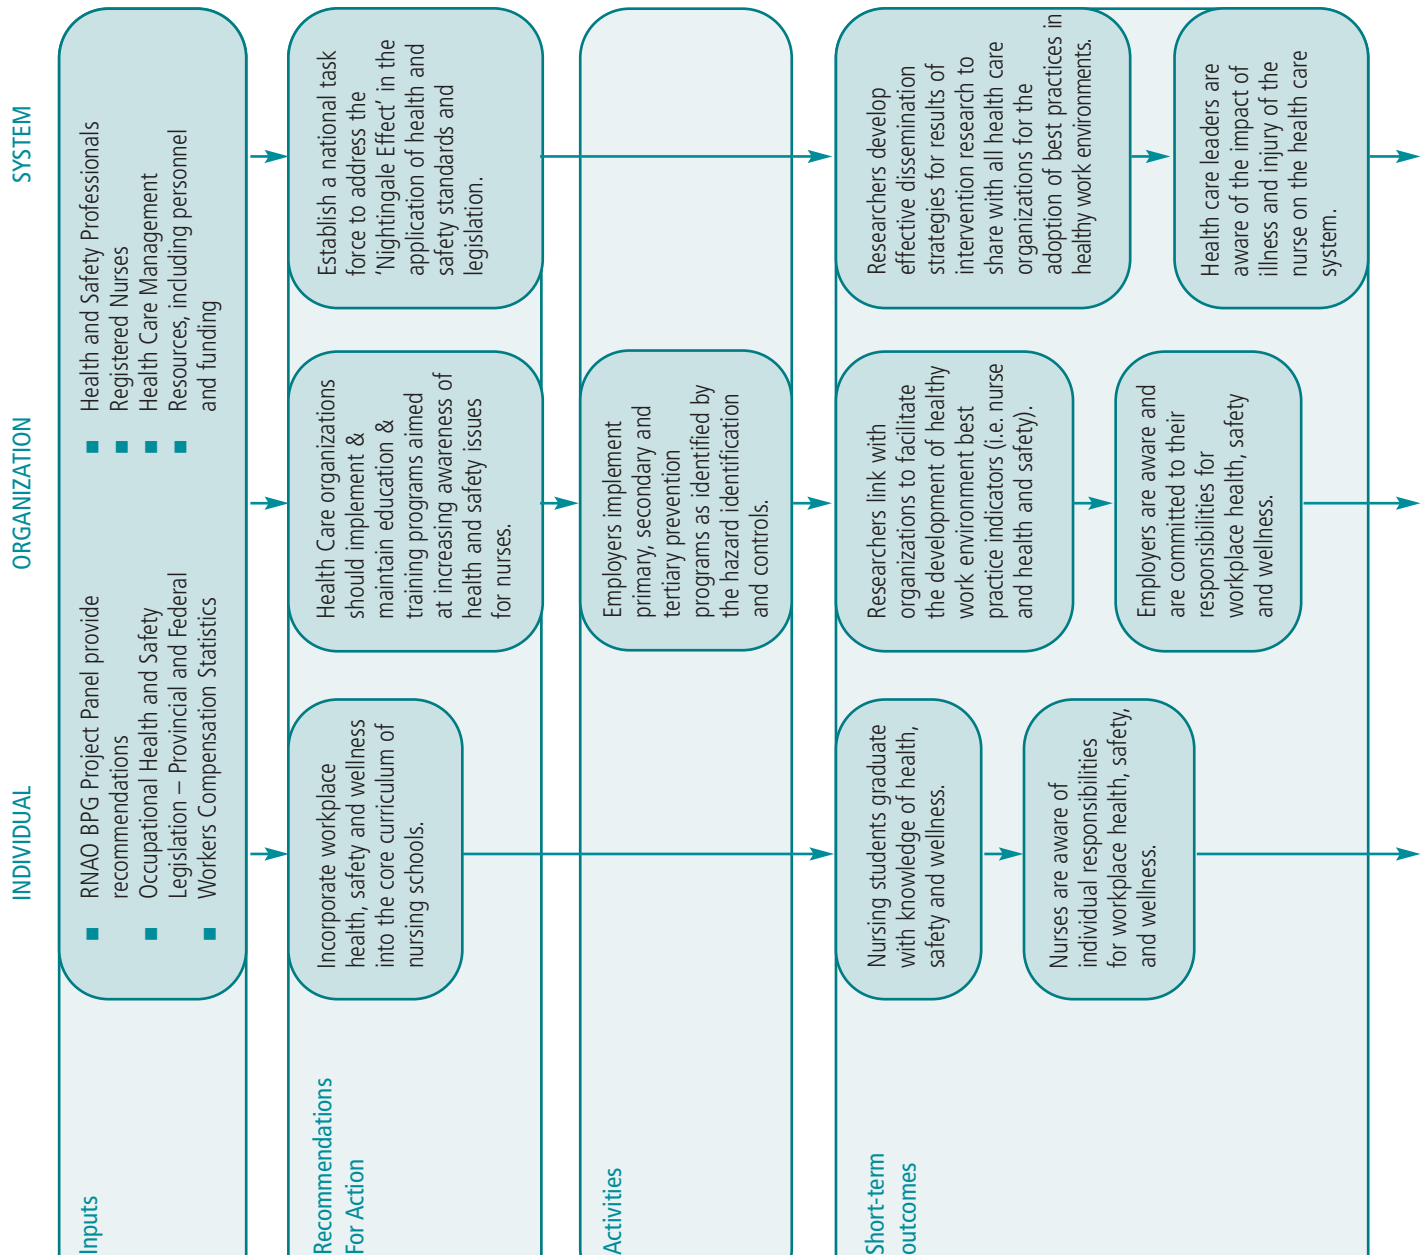 INDIVIDUAL
ORGANIZATION
SYSTEM
Inputs
■ RNAO BPG Project Panel provide
recommendations
■ Occupational Health and Safety
Legislation – Provincial and Federal
■ Workers Compensation Statistics
■ Health and Safety Professionals
■ Registered Nurses
■ Health Care Management
■ Resources, including personnel
and funding
Recommendations
For Action
Incorporate workplace
health, safety and wellness
into the core curriculum of
nursing schools.
Health Care organizations
should implement &
maintain education &
training programs aimed
at increasing awareness of
health and safety issues
for nurses.
Establish a national task
force to address the
'Nightingale Effect' in the
application of health and
safety standards and
legislation.
Activities
Employers implement
primary, secondary and
tertiary prevention
programs as identified by
the hazard identification
and controls.
Short-term
outcomes
Nursing students graduate
with knowledge of health,
safety and wellness.
Nurses are aware of
individual responsibilities
for workplace health, safety,
and wellness.
Researchers link with
organizations to facilitate
the development of healthy
work environment best
practice indicators (i.e. nurse
and health and safety).
Employers are aware and
are committed to their
responsibilities for
workplace health, safety
and wellness.
Researchers develop
effective dissemination
strategies for results of
intervention research to
share with all health care
organizations for the
adoption of best practices in
healthy work environments.
Health care leaders are
aware of the impact of
illness and injury of the
nurse on the health care
system.